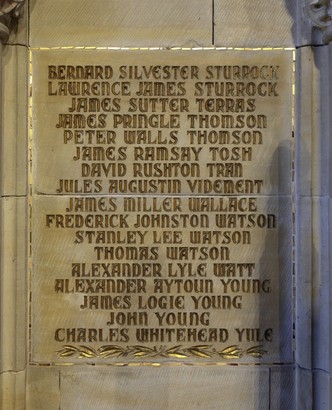 BERNARD SILVESTER STURROCK
LAWRENCE JAMES STURROCK
JAMES SUTTER TERRAS
JAMES PRINGLE THOMSON
PETER WALLS THOMSON
JAMES RAMSAY TOSH
DAVID RUSHTON TRAN
JULES AUGUSTIN VIDEMENT
JAMES MILLER WALLACE
FREDERICK JOHNSTON WATSON
STANLEY LEE WATSON
THOMAS WATSON
ALEXANDER LYLE WATT
ALEXANDER AYTOUN YOUNG
JAMES LOGIE YOUNG
JOHN YOUNG
CHARLES WHITEHEAD YULE